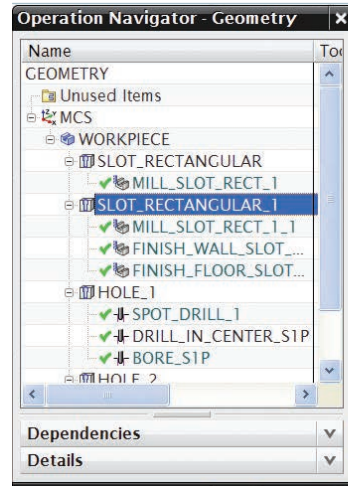 Operation Navigator - Geometry
Name Too
GEOMETRY
Unused Items
MCS
WORKPIECE
SLOT_RECTANGULAR
MILL_SLOT_RECT_1
SLOT_RECTANGULAR_1
MILL_SLOT_RECT_1_1
FINISH_WALL_SLOT_...
FINISH_FLOOR_SLOT...
HOLE_1
SPOT_DRILL_1
DRILL_IN_CENTER_S1P
BORE_S1P
HOLE_2
Dependencies
Details